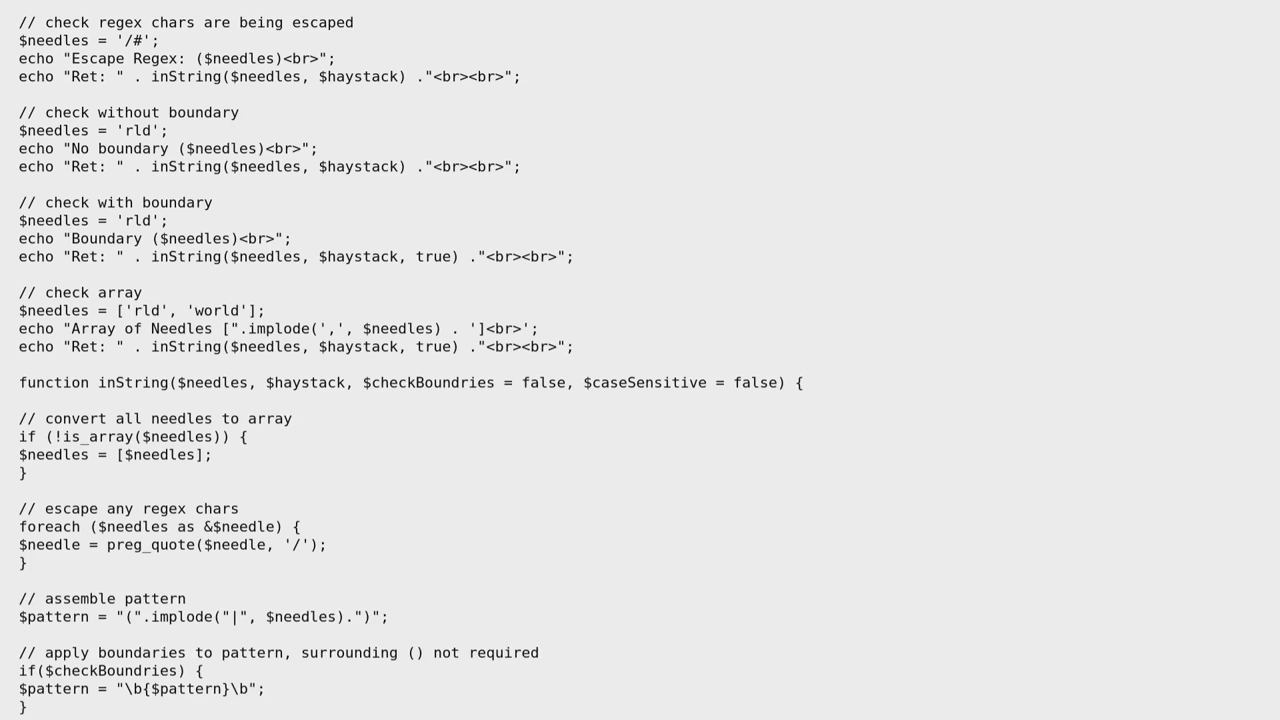 // check regex chars are being escaped
$needles = '/#';
echo "Escape Regex: ($needles)<br>";
echo "Ret: " . inString($needles, $haystack) ."<br><br>";
// check without boundary
$needles = 'rld';
echo "No boundary ($needles)<br>";
echo "Ret: " . inString($needles, $haystack) ."<br><br>";
// check with boundary
$needles = 'rld';
echo "Boundary ($needles)<br>";
echo "Ret: " . inString($needles, $haystack, true) ."<br><br>";
// check array
$needles = ['rld', 'world'];
echo "Array of Needles [".implode(',', $needles) . ']<br>';
echo "Ret: " . inString($needles, $haystack, true) ."<br><br>";
function inString($needles, $haystack, $checkBoundries = false, $caseSensitive = false) {
// convert all needles to array
if (!is_array($needles)) {
$needles = [$needles];
}
// escape any regex chars
foreach ($needles as &$needle) {
$needle = preg_quote($needle, '/');
}
// assemble pattern
$pattern = "(".implode("|", $needles).")";
// apply boundaries to pattern, surrounding () not required
if($checkBoundries) {
$pattern = "\b{$pattern}\b";
}